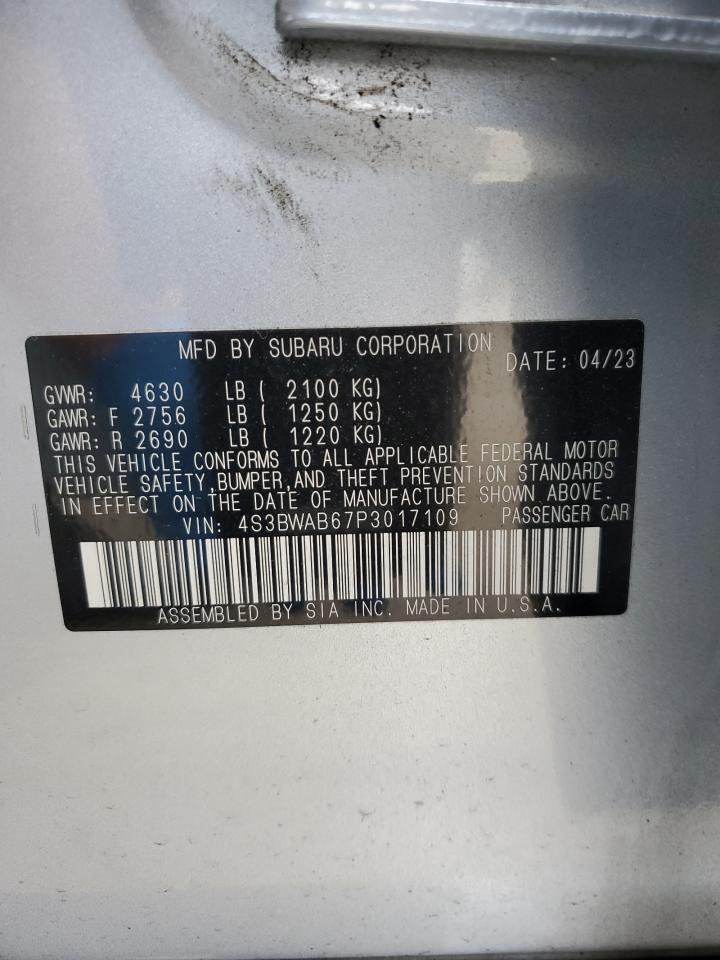 MFD BY SUBARU CORPORATION DATE: 04/23
GVWR: 4630 LB ( 2100 KG)
GAWR: F 2756 LB ( 1250 KG)
GAWR: R 2690 LB ( 1220 KG)
THIS VEHICLE CONFORMS TO ALL APPLICABLE FEDERAL MOTOR
VEHICLE SAFETY,BUMPER,AND THEFT PREVENTION STANDARDS
IN EFFECT ON THE DATE OF MANUFACTURE SHOWN ABOVE.
VIN: 4S3BWAB67P3017109 PASSENGER CAR
ASSEMBLED BY SIA INC. MADE IN U.S.A.